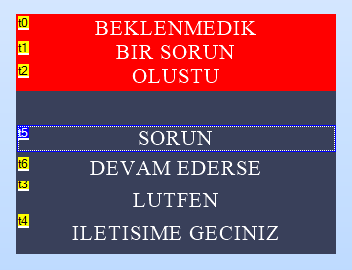 t0 BEKLENMEDIK
t1 BIR SORUN
t2 OLUSTU
t5 SORUN
t6 DEVAM EDERSE
t3 LUTFEN
t4 ILETISIME GECINIZ